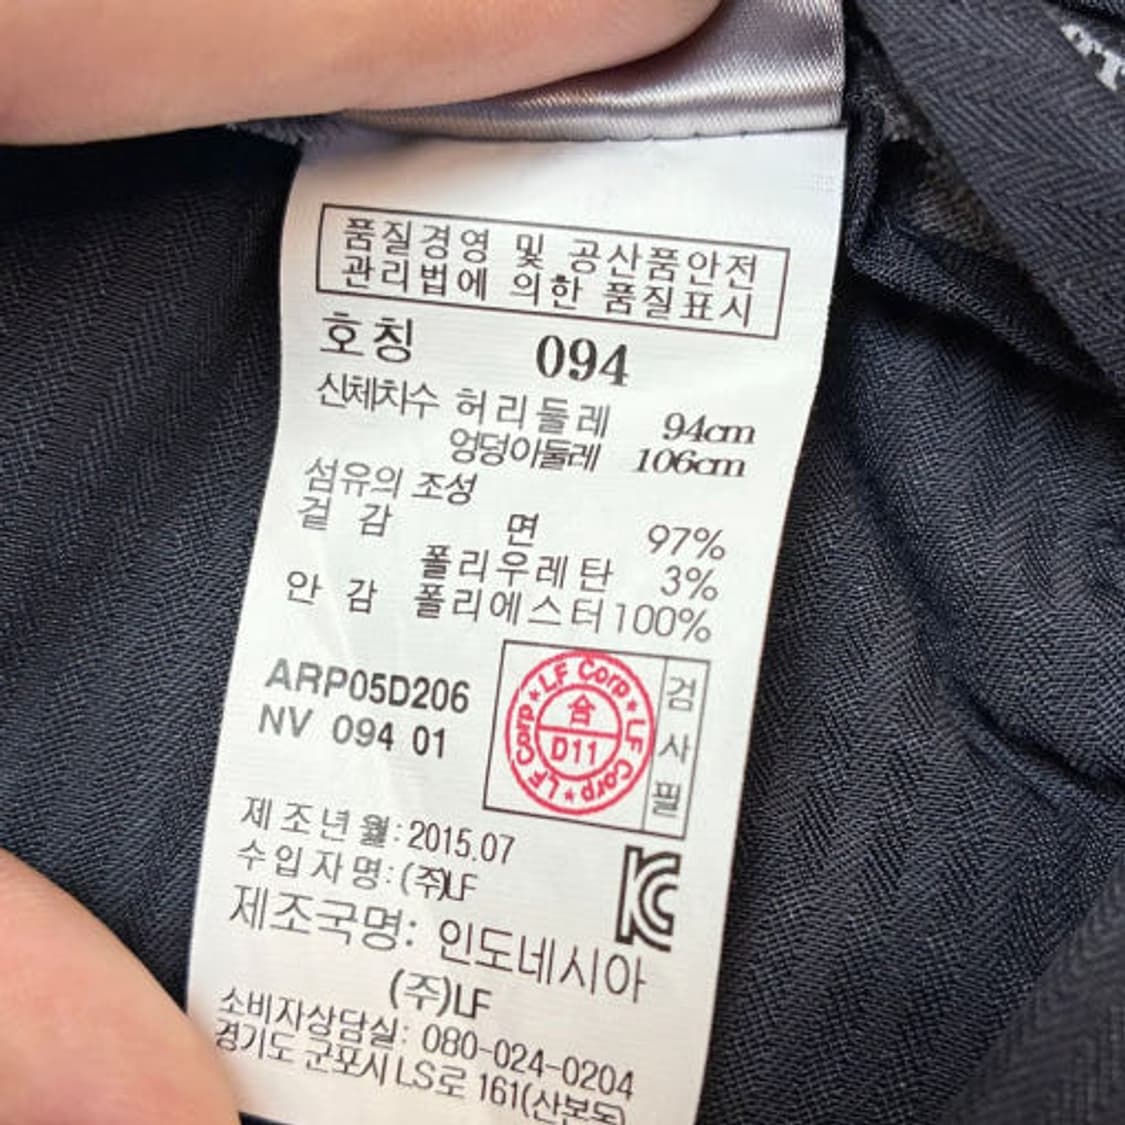 품질경영 및 공산품안전
관리법에 의한 품질표시
호칭 094
신체치수 허리둘레 94cm
엉덩이둘레 106cm
섬유의 조성
겉감 면 97%
폴리우레탄 3%
안감 폴리에스터 100%
ARP05D206
NV 094 01
LF Corp * LF Corp * LF Corp *
合
D11
검사필
제조년월: 2015.07
수입자명: (주)LF
제조국명: 인도네시아
(주)LF
소비자상담실: 080-024-0204
경기도 군포시 LS로 161(산본동)